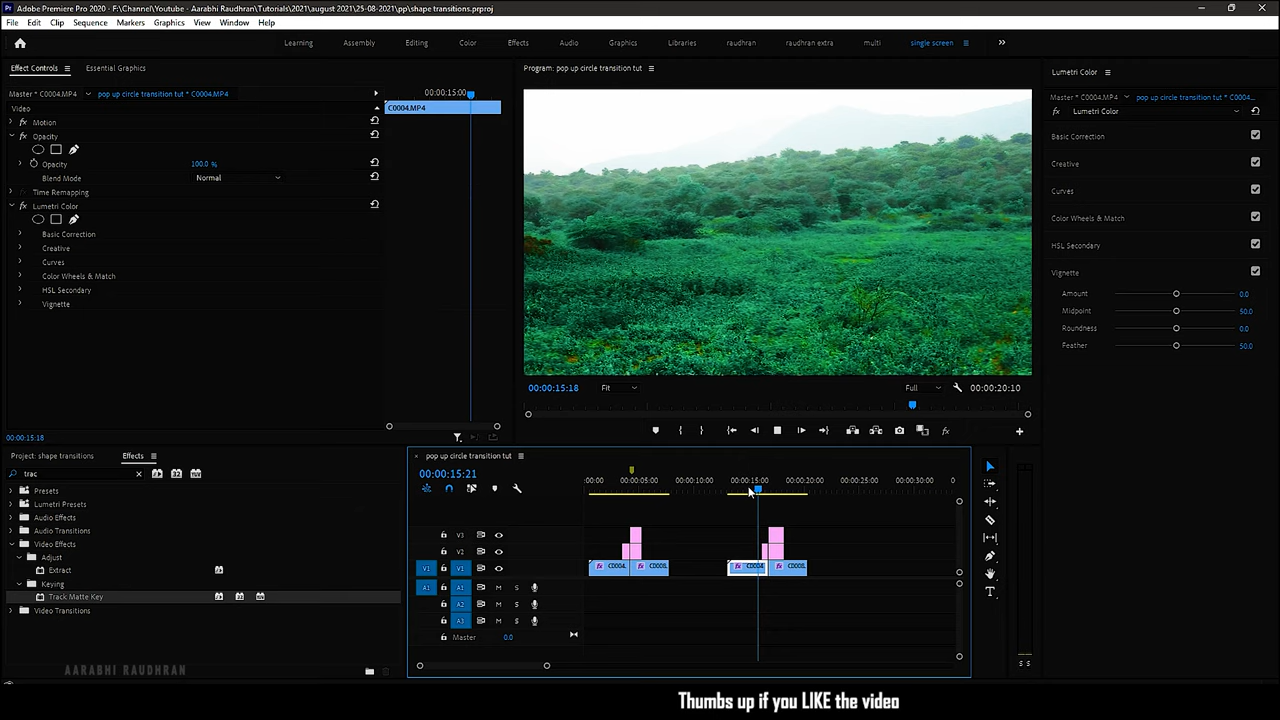 Adobe Premiere Pro 2020 - F:\Channel\Youtube - Aarabhi Raudhran\Tutorials\2021\august 2021\25-08-2021\pp\shape transitions.prproj
File Edit Clip Sequence Markers Graphics View Window Help
Learning Assembly Editing Color Effects Audio Graphics Libraries raudhran raudhran extra multi single screen
Effect Controls Essential Graphics
Master * C0004.MP4 pop up circle transition tut * C0004.MP4
00:00:15:00
Video
C0004.MP4
fx Motion
fx Opacity
Opacity 100.0 %
Blend Mode Normal
Time Remapping
fx Lumetri Color
Basic Correction
Creative
Curves
Color Wheels & Match
HSL Secondary
Vignette
00:00:15:18
Program: pop up circle transition tut
00:00:15:18 Fit Full 00:00:20:10
Lumetri Color
Master * C0004.MP4 pop up circle transition tut * C0004....
fx Lumetri Color
Basic Correction
Creative
Curves
Color Wheels & Match
HSL Secondary
Vignette
Amount 0.0
Midpoint 50.0
Roundness 0.0
Feather 50.0
Project: shape transitions Effects
trac
Presets
Lumetri Presets
Audio Effects
Audio Transitions
Video Effects
Adjust
Extract
Keying
Track Matte Key
Video Transitions
AARABHI RAUDHRAN
pop up circle transition tut
00:00:15:21
:00:00 00:00:05:00 00:00:10:00 00:00:15:00 00:00:20:00 00:00:25:00 00:00:30:00 0
V3
V2
V1 V1 fx C0004. fx C0005. fx C0004 fx C0005.
A1 A1 M S
A2 M S
A3 M S
Master 0.0
S S
Thumbs up if you LIKE the video